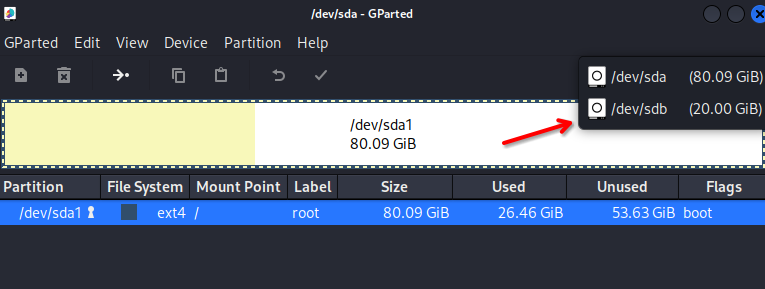 /dev/sda - GParted
GParted Edit View Device Partition Help
/dev/sda (80.09 GiB)
/dev/sdb (20.00 GiB)
/dev/sda1
80.09 GiB
Partition File System Mount Point Label Size Used Unused Flags
/dev/sda1 ext4 / root 80.09 GiB 26.46 GiB 53.63 GiB boot